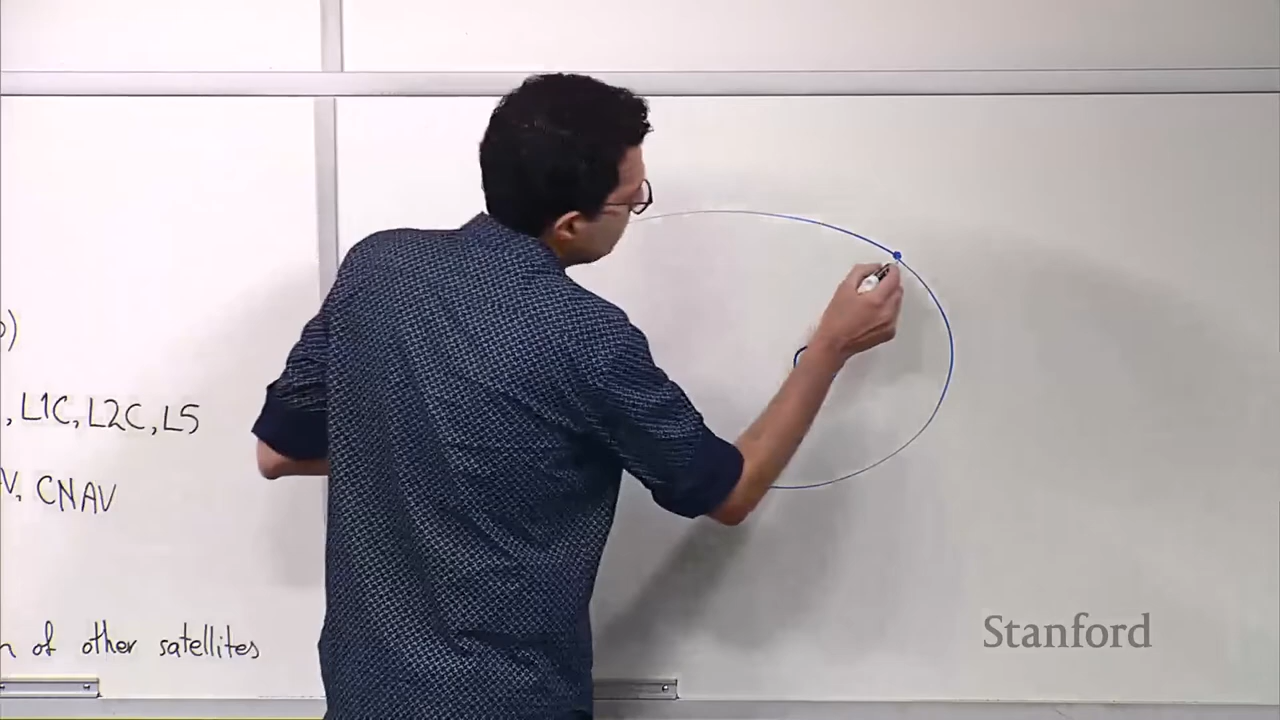 )
, L1C, L2C, L5
V, CNAV
of other satellites
Stanford